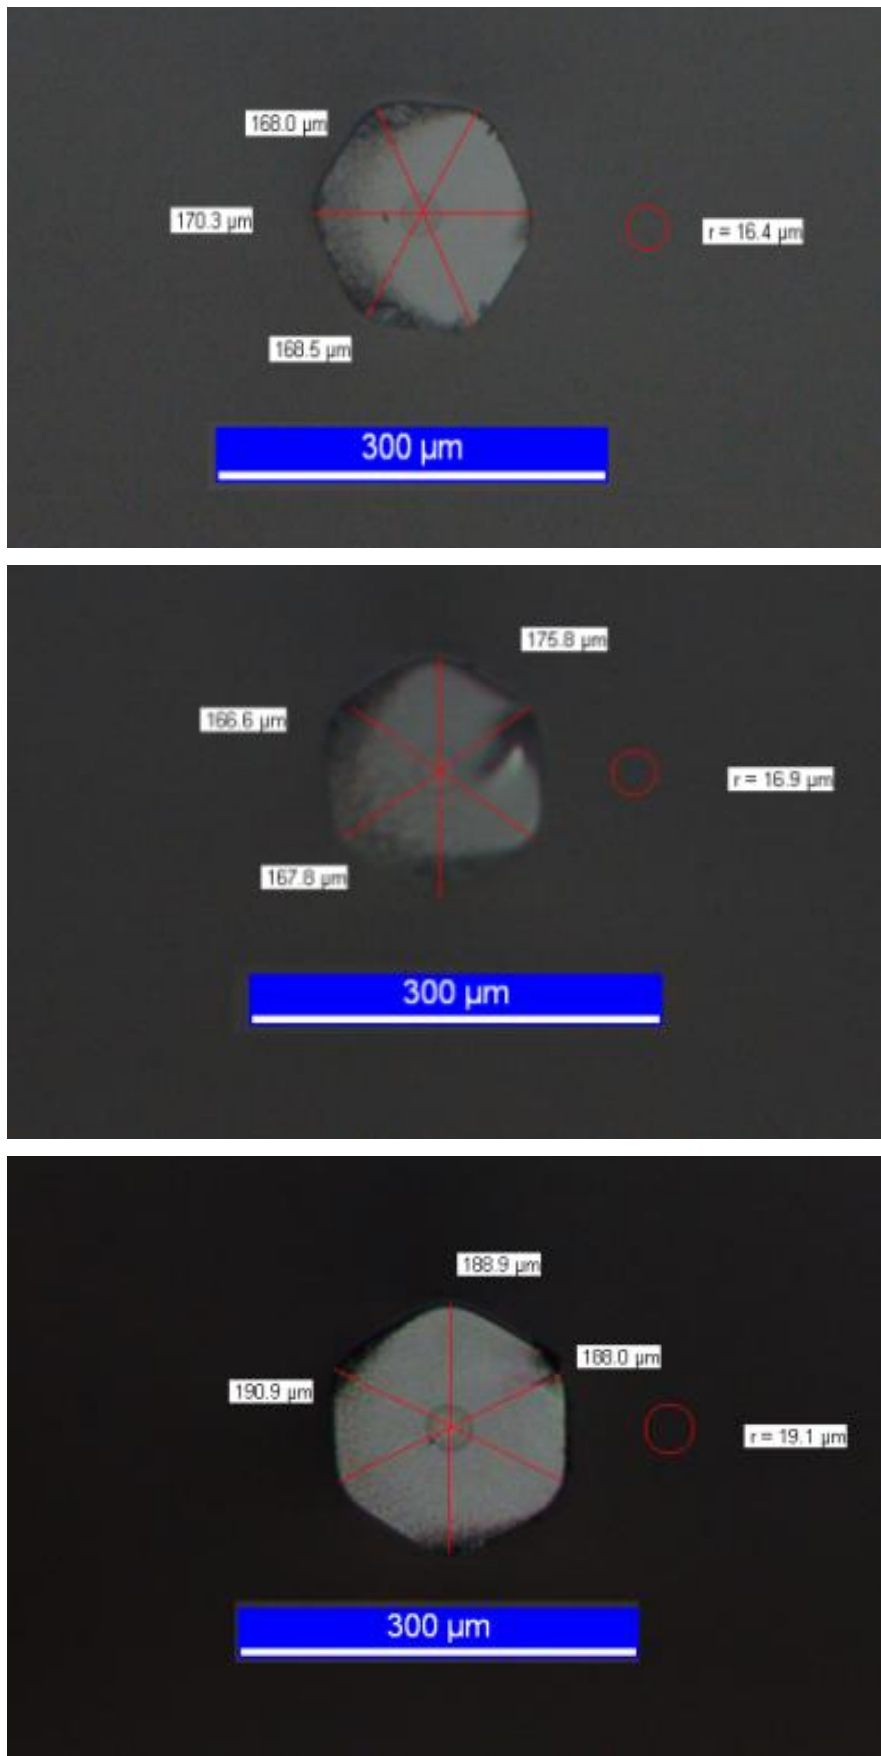 168.0 µm
170.3 µm
r = 16.4 µm
168.5 µm
300 µm
175.8 µm
166.6 µm
r = 16.9 µm
167.8 µm
300 µm
188.9 µm
188.0 µm
190.9 µm
r = 19.1 µm
300 µm